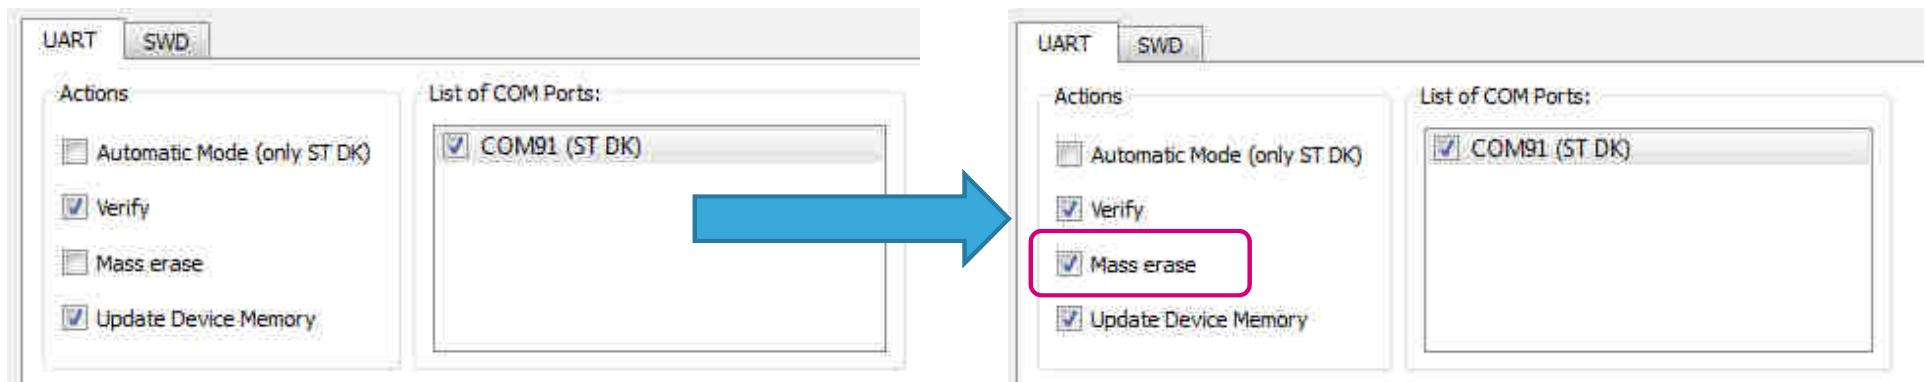 UART SWD
Actions
Automatic Mode (only ST DK)
Verify
Mass erase
Update Device Memory
List of COM Ports:
COM91 (ST DK)
UART SWD
Actions
Automatic Mode (only ST DK)
Verify
Mass erase
Update Device Memory
List of COM Ports:
COM91 (ST DK)